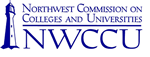 Northwest Commission on
Colleges and Universities
NWCCU